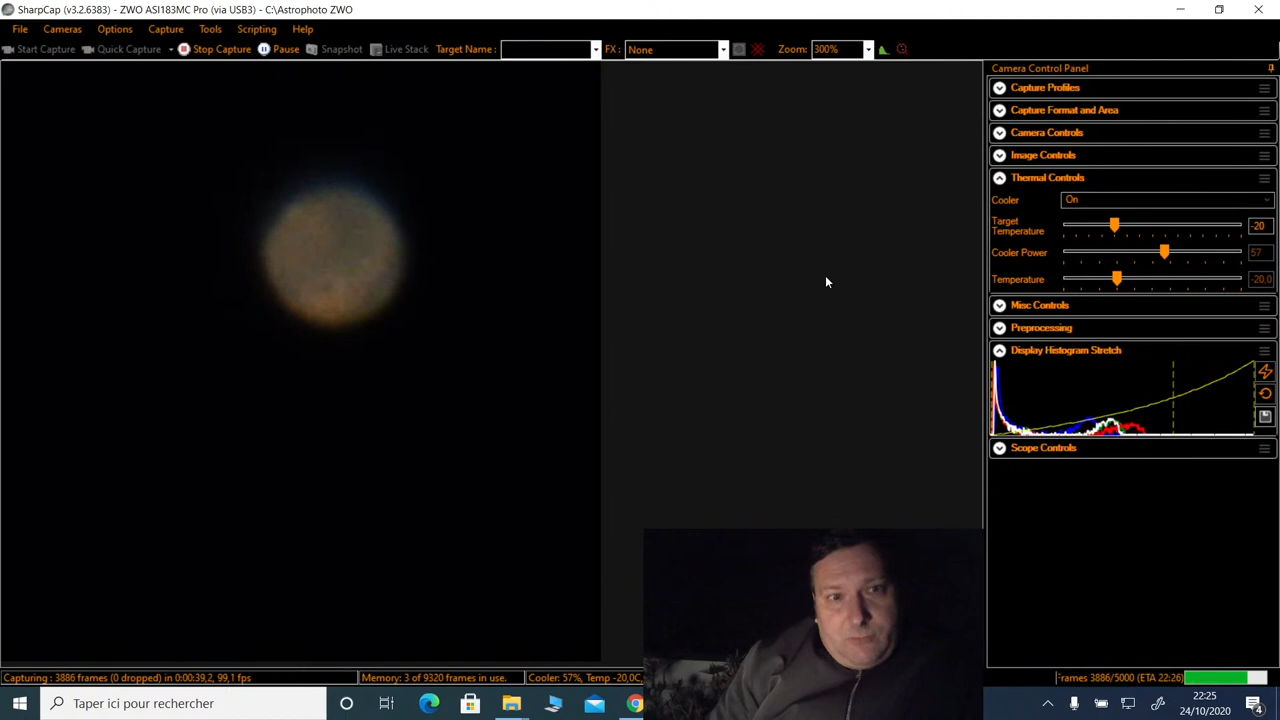 SharpCap (v3.2.6383) - ZWO ASI183MC Pro (via USB3) - C:\Astrophoto ZWO
File Cameras Options Capture Tools Scripting Help
Start Capture Quick Capture Stop Capture Pause Snapshot Live Stack Target Name : FX : None Zoom: 300%
Camera Control Panel
Capture Profiles
Capture Format and Area
Camera Controls
Image Controls
Thermal Controls
Cooler On
Target Temperature -20
Cooler Power 57
Temperature -20,0
Misc Controls
Preprocessing
Display Histogram Stretch
Scope Controls
Capturing : 3886 frames (0 dropped) in 0:00:39,2, 99,1 fps Memory: 3 of 9320 frames in use. Cooler: 57%, Temp -20,0C, Frames 3886/5000 (ETA 22:26)
Taper ici pour rechercher
22:25
24/10/2020
4